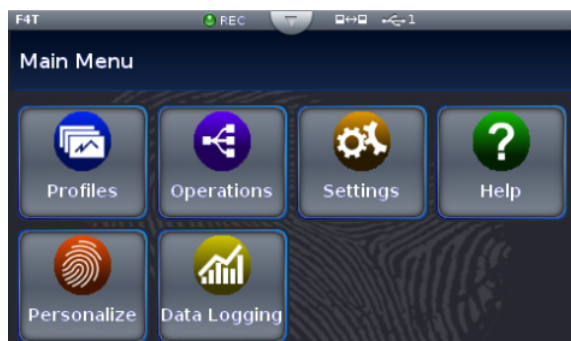 F4T REC 1
Main Menu
Profiles Operations Settings Help
Personalize Data Logging